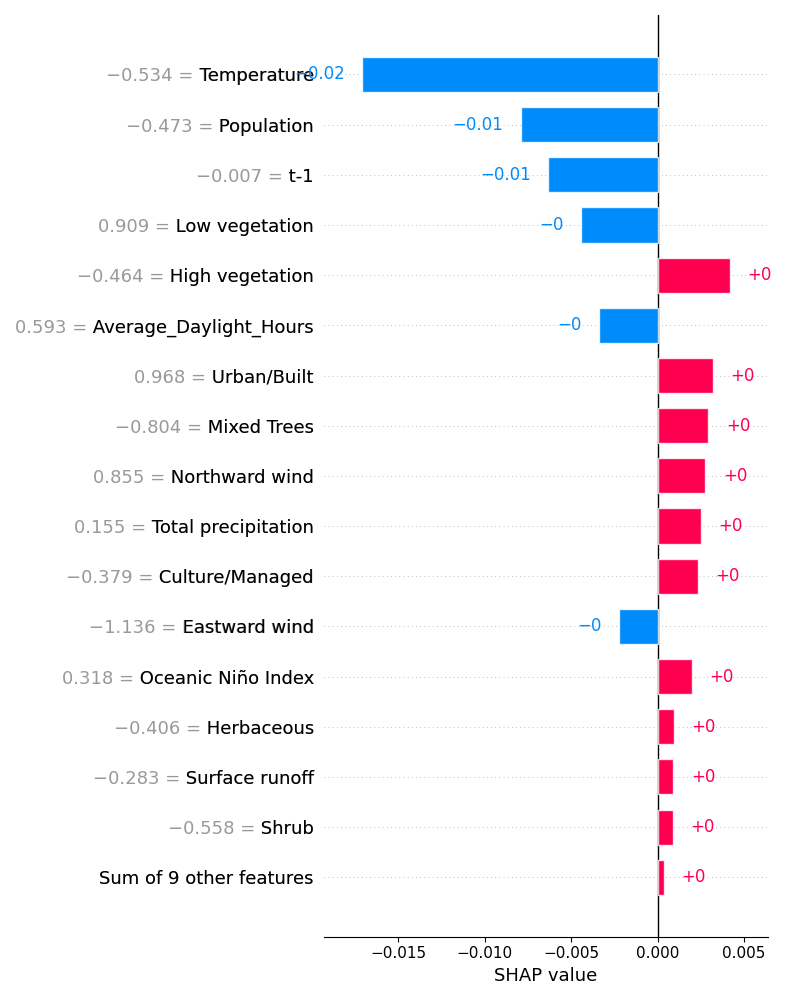 −0.534 = Temperature −0.02
−0.473 = Population −0.01
−0.007 = t-1 −0.01
0.909 = Low vegetation −0
−0.464 = High vegetation +0
0.593 = Average_Daylight_Hours −0
0.968 = Urban/Built +0
−0.804 = Mixed Trees +0
0.855 = Northward wind +0
0.155 = Total precipitation +0
−0.379 = Culture/Managed +0
−1.136 = Eastward wind −0
0.318 = Oceanic Niño Index +0
−0.406 = Herbaceous +0
−0.283 = Surface runoff +0
−0.558 = Shrub +0
Sum of 9 other features +0
−0.015 −0.010 −0.005 0.000 0.005
SHAP value